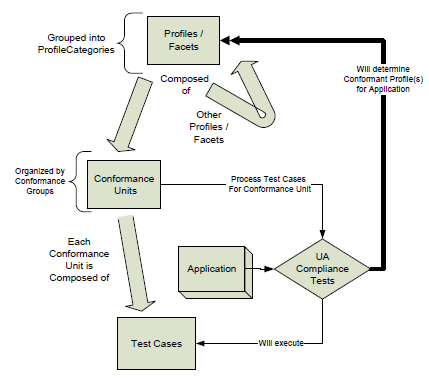 Grouped into
ProfileCategories
Profiles /
Facets
Will determine
Conformant Profile(s)
for Application
Composed
of
Other
Profiles /
Facets
Organized by
Conformance
Groups
Conformance
Units
Process Test Cases
For Conformance Unit
Each
Conformance
Unit is
Composed of
Application
UA
Compliance
Tests
Test Cases
Will execute